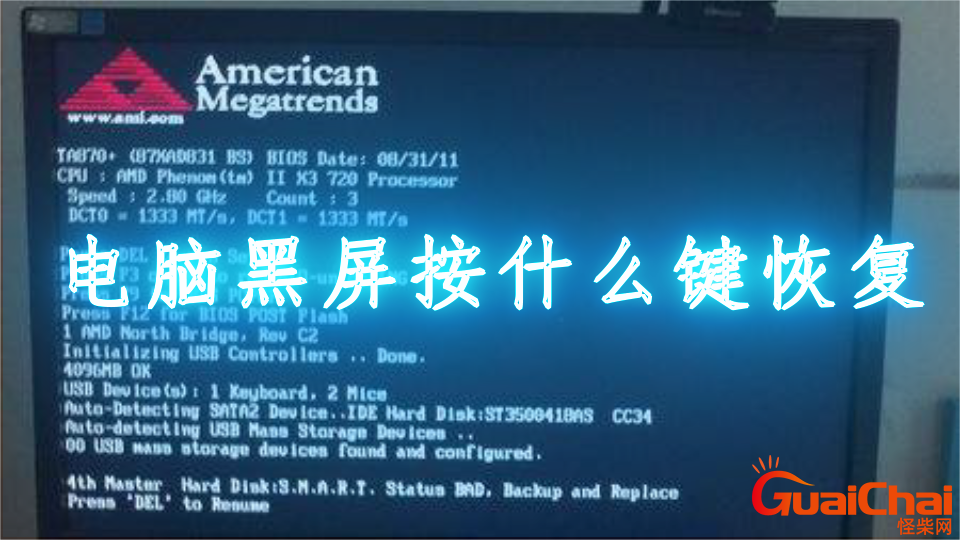 American
Megatrends
www.ami.com
TA870+ (87XAD831 BS) BIOS Date: 08/31/11
CPU : AMD Phenom(tm) II X3 720 Processor
Speed : 2.80 GHz Count : 3
DCT0 = 1333 MT/s, DCT1 = 1333 MT/s
DEL
电脑黑屏按什么键恢复
Press F12 for BIOS POST Flash
1 AMD North Bridge, Rev C2
Initializing USB Controllers .. Done.
4096MB OK
USB Device(s): 1 Keyboard, 2 Mice
Auto-Detecting SATA2 Device..IDE Hard Disk:ST3500418AS CC34
Auto-detecting USB Mass Storage Devices ..
00 USB mass storage devices found and configured.
4th Master Hard Disk:S.M.A.R.T. Status BAD, Backup and Replace
Press 'DEL' to Resume
GuaiChai
怪柴网